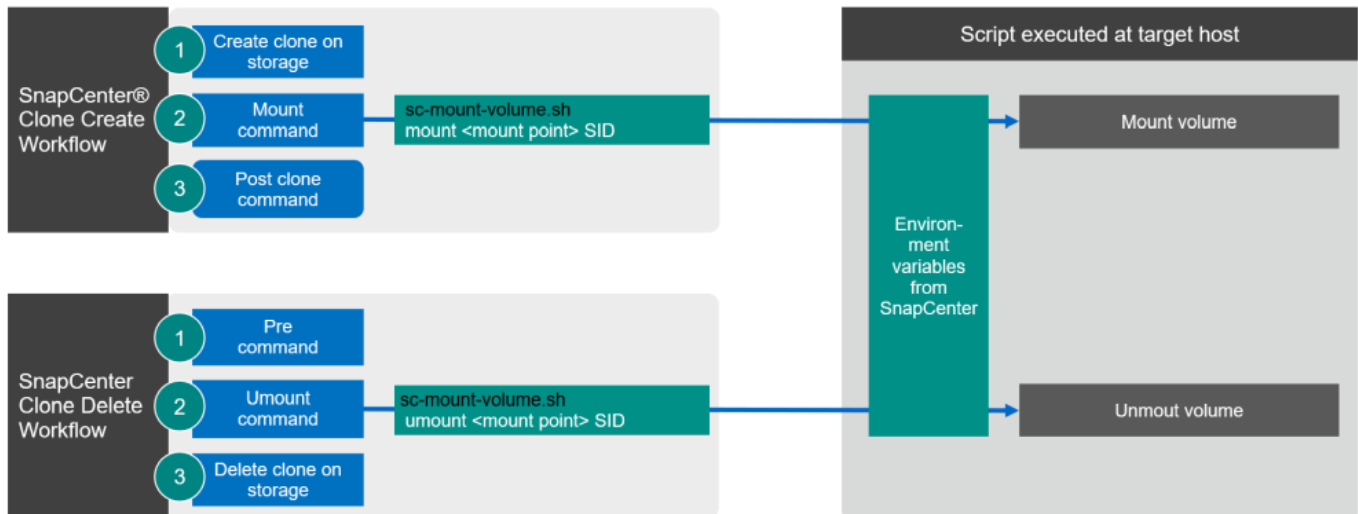 SnapCenter®
Clone Create
Workflow
1
Create clone on
storage
2
Mount
command
sc-mount-volume.sh
mount <mount point> SID
3
Post clone
command
SnapCenter
Clone Delete
Workflow
1
Pre
command
2
Umount
command
sc-mount-volume.sh
umount <mount point> SID
3
Delete clone on
storage
Script executed at target host
Environ-
ment
variables
from
SnapCenter
Mount volume
Unmout volume